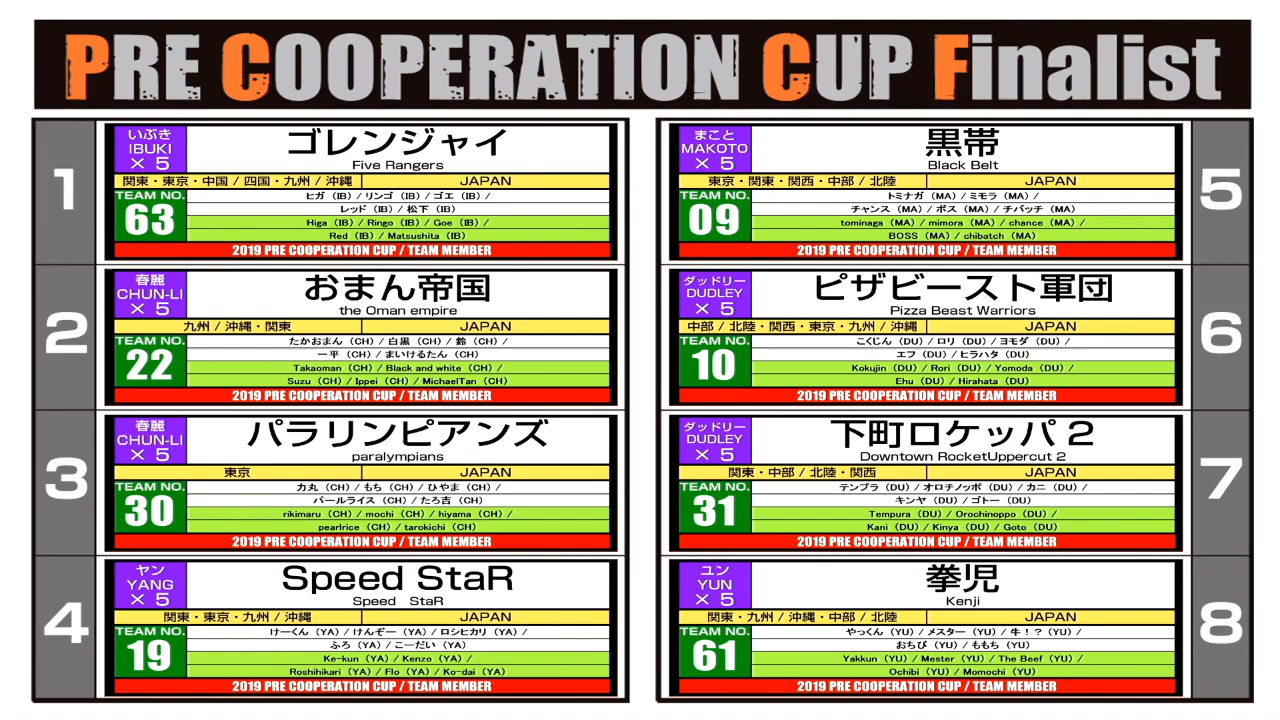 PRE COOPERATION CUP Finalist
1
いぶき
IBUKI
× 5
ゴレンジャイ
Five Rangers
関東・東京・中国 / 四国・九州 / 沖縄
JAPAN
TEAM NO.
63
ヒガ（IB）/ リンゴ（IB）/ ゴエ（IB）/
レッド（IB）/ 松下（IB）
Higa（IB）/ Ringo（IB）/ Goe（IB）/
Red（IB）/ Matsushita（IB）
2019 PRE COOPERATION CUP / TEAM MEMBER
2
春麗
CHUN-LI
× 5
おまん帝国
the Oman empire
九州 / 沖縄・関東
JAPAN
TEAM NO.
22
たかおまん（CH）/ 白黒（CH）/ 鈴（CH）/
一平（CH）/ まいけるたん（CH）
Takaoman（CH）/ Black and white（CH）/
Suzu（CH）/ Ippei（CH）/ MichaelTan（CH）
2019 PRE COOPERATION CUP / TEAM MEMBER
3
春麗
CHUN-LI
× 5
パラリンピアンズ
paralympians
東京
JAPAN
TEAM NO.
30
力丸（CH）/ もち（CH）/ ひやま（CH）/
パールライス（CH）/ たろ吉（CH）
rikimaru（CH）/ mochi（CH）/ hiyama（CH）/
pearlrice（CH）/ tarokichi（CH）
2019 PRE COOPERATION CUP / TEAM MEMBER
4
ヤン
YANG
× 5
Speed StaR
Speed StaR
関東・東京・九州 / 沖縄
JAPAN
TEAM NO.
19
けーくん（YA）/ けんぞー（YA）/ ロシヒカリ（YA）/
ふろ（YA）/ こーだい（YA）
Ke-kun（YA）/ Kenzo（YA）/
Roshihikari（YA）/ Flo（YA）/ Ko-dai（YA）
2019 PRE COOPERATION CUP / TEAM MEMBER
5
まこと
MAKOTO
× 5
黒帯
Black Belt
東京・関東・関西・中部 / 北陸
JAPAN
TEAM NO.
09
トミナガ（MA）/ ミモラ（MA）/
チャンス（MA）/ ボス（MA）/ チバッチ（MA）
tominaga（MA）/ mimora（MA）/ chance（MA）/
BOSS（MA）/ chibatch（MA）
2019 PRE COOPERATION CUP / TEAM MEMBER
6
ダッドリー
DUDLEY
× 5
ピザビースト軍団
Pizza Beast Warriors
中部 / 北陸・関西・東京・九州 / 沖縄
JAPAN
TEAM NO.
10
こくじん（DU）/ ロリ（DU）/ ヨモダ（DU）/
エフ（DU）/ ヒラハタ（DU）
Kokujin（DU）/ Rori（DU）/ Yomoda（DU）/
Ehu（DU）/ Hirahata（DU）
2019 PRE COOPERATION CUP / TEAM MEMBER
7
ダッドリー
DUDLEY
× 5
下町ロケッパ 2
Downtown RocketUppercut 2
関東・中部 / 北陸・関西
JAPAN
TEAM NO.
31
テンプラ（DU）/ オロチノッポ（DU）/ カニ（DU）/
キンヤ（DU）/ ゴトー（DU）
Tempura（DU）/ Orochinoppo（DU）/
Kani（DU）/ Kinya（DU）/ Goto（DU）
2019 PRE COOPERATION CUP / TEAM MEMBER
8
ユン
YUN
× 5
拳児
Kenji
関東・九州 / 沖縄・中部 / 北陸
JAPAN
TEAM NO.
61
やっくん（YU）/ メスター（YU）/ 牛！？（YU）/
おちび（YU）/ ももち（YU）
Yakkun（YU）/ Mester（YU）/ The Beef（YU）/
Ochibi（YU）/ Momochi（YU）
2019 PRE COOPERATION CUP / TEAM MEMBER